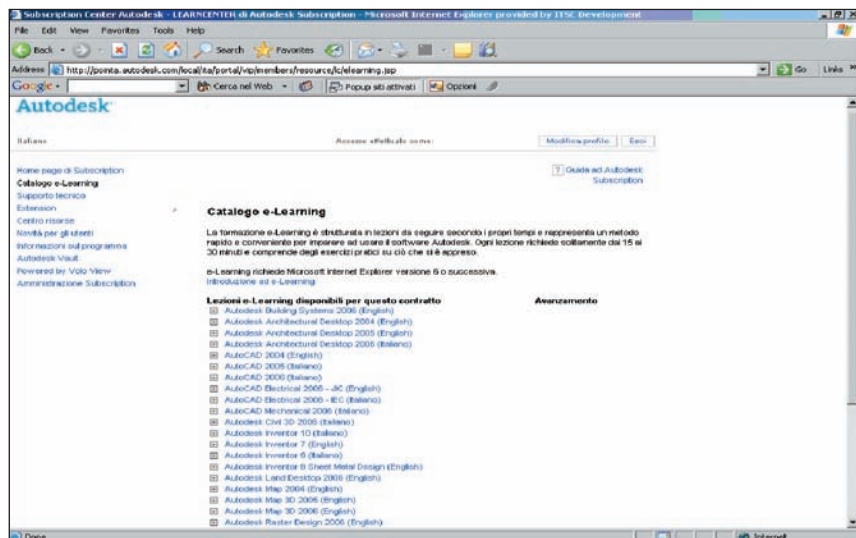 Subscription Center Autodesk - LEARNCENTER di Autodesk Subscription - Microsoft Internet Explorer provided by ITSC Development
File Edit View Favorites Tools Help
Back Search Favorites
Address http://pointa.autodesk.com/local/ita/portal/vip/members/resource/lc/elearning.jsp Go Links
Google Cerca nel Web Popup siti attivati Opzioni
Autodesk
Italiano Accesso effettuato come: Modifica profilo Esci
Home page di Subscription
Catalogo e-Learning
Supporto tecnico
Extension
Centro risorse
Novità per gli utenti
Informazioni sul programma
Autodesk Vault
Powered by Volo View
Amministrazione Subscription
? Guida ad Autodesk
Subscription
Catalogo e-Learning
La formazione e-Learning è strutturata in lezioni da seguire secondo i propri tempi e rappresenta un metodo
rapido e conveniente per imparare ad usare il software Autodesk. Ogni lezione richiede solitamente dai 15 ai
30 minuti e comprende degli esercizi pratici su ciò che si è appreso.
e-Learning richiede Microsoft Internet Explorer versione 6 o successiva.
Introduzione ad e-Learning
Lezioni e-Learning disponibili per questo contratto Avanzamento
Autodesk Building Systems 2006 (English)
Autodesk Architectural Desktop 2004 (English)
Autodesk Architectural Desktop 2005 (English)
Autodesk Architectural Desktop 2006 (Italiano)
AutoCAD 2004 (English)
AutoCAD 2005 (Italiano)
AutoCAD 2006 (Italiano)
AutoCAD Electrical 2006 - JIC (English)
AutoCAD Electrical 2006 - IEC (Italiano)
AutoCAD Mechanical 2006 (Italiano)
Autodesk Civil 3D 2006 (Italiano)
Autodesk Inventor 10 (Italiano)
Autodesk Inventor 7 (English)
Autodesk Inventor 8 (Italiano)
Autodesk Inventor 8 Sheet Metal Design (English)
Autodesk Land Desktop 2006 (English)
Autodesk Map 2004 (English)
Autodesk Map 3D 2005 (English)
Autodesk Map 3D 2006 (English)
Autodesk Raster Design 2006 (English)
Done Internet